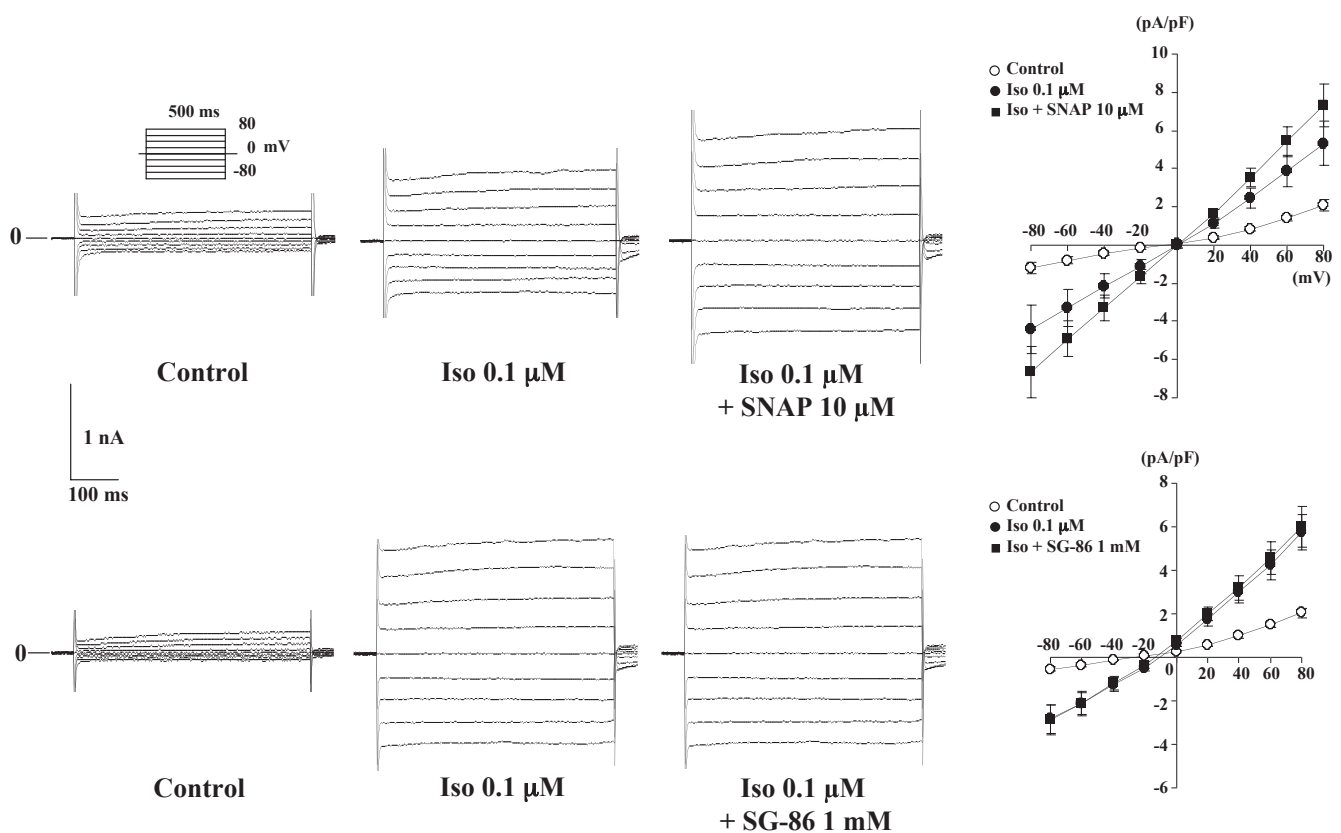 500 ms
80
0 mV
-80
0
Control
Iso 0.1 μM
Iso 0.1 μM
+ SNAP 10 μM
1 nA
100 ms
(pA/pF)
Control
Iso 0.1 μM
Iso + SNAP 10 μM
10
8
6
4
2
-80 -60 -40 -20
20 40 60 80
(mV)
-2
-4
-6
-8
0
Control
Iso 0.1 μM
Iso 0.1 μM
+ SG-86 1 mM
(pA/pF)
Control
Iso 0.1 μM
Iso + SG-86 1 mM
8
6
4
2
-80 -60 -40 -20
0 20 40 60 80
-2
-4
-6